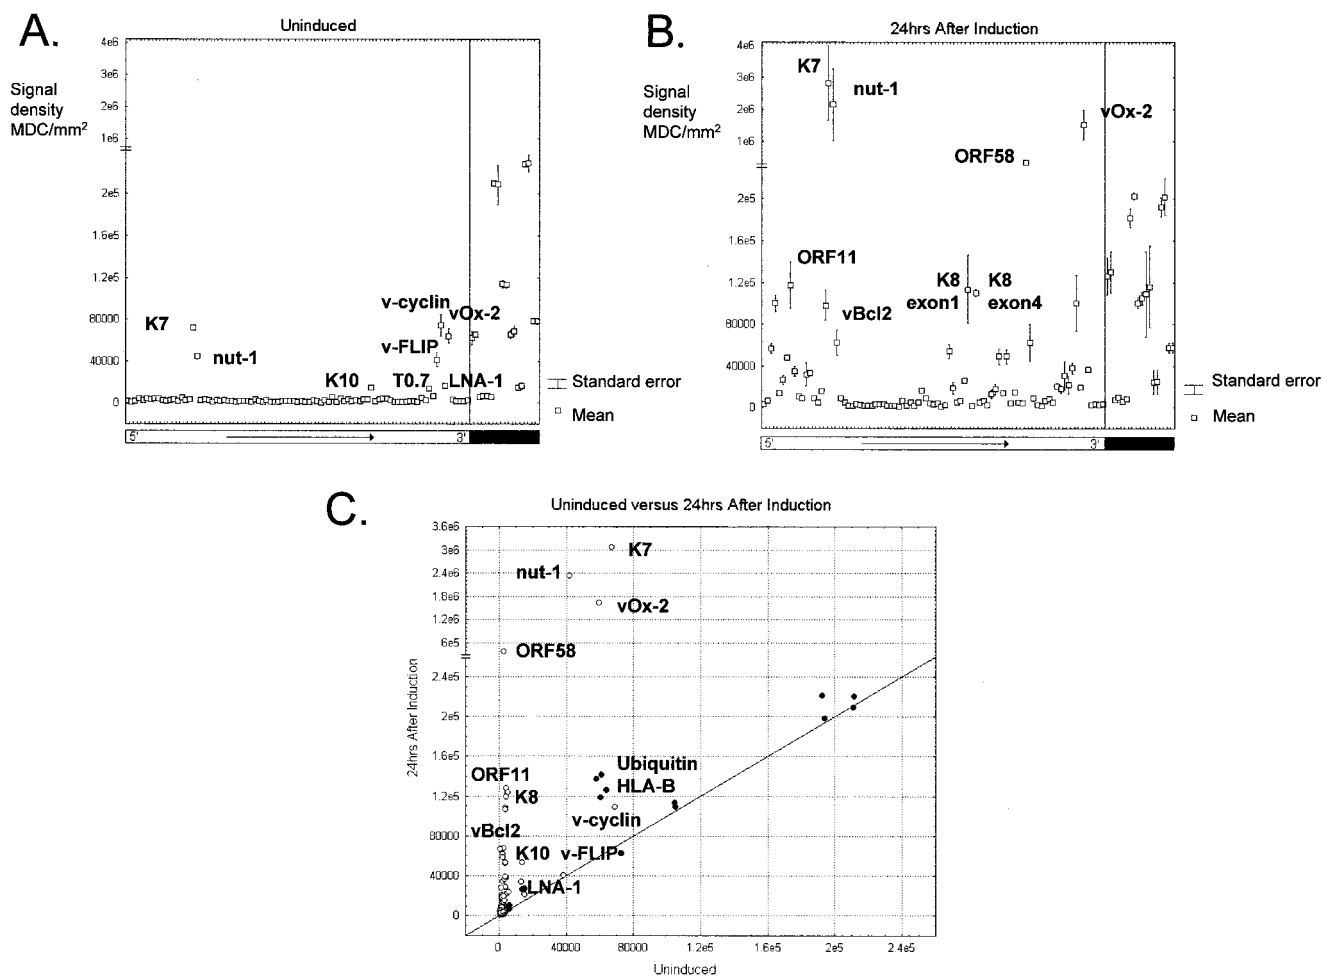 A.
Uninduced
Signal
density
MDC/mm2
4e6
3e6
2e6
1e6
2e5
1.6e5
1.2e5
80000
40000
0
K7
nut-1
v-cyclin
vOx-2
v-FLIP
K10
T0.7
LNA-1
Standard error
Mean
5'
3'
B.
24hrs After Induction
Signal
density
MDC/mm2
4e6
3e6
2e6
1e6
2e5
1.6e5
1.2e5
80000
40000
0
K7
nut-1
vOx-2
ORF58
ORF11
K8
exon1
K8
exon4
vBcl2
Standard error
Mean
5'
3'
C.
Uninduced versus 24hrs After Induction
24hrs After Induction
3.6e6
3e6
2.4e6
1.8e6
1.2e6
6e5
2.4e5
2e5
1.6e5
1.2e5
80000
40000
0
K7
nut-1
vOx-2
ORF58
Ubiquitin
HLA-B
ORF11
K8
v-cyclin
vBcl2
K10
v-FLIP
LNA-1
0
40000
80000
1.2e5
1.6e5
2e5
2.4e5
Uninduced